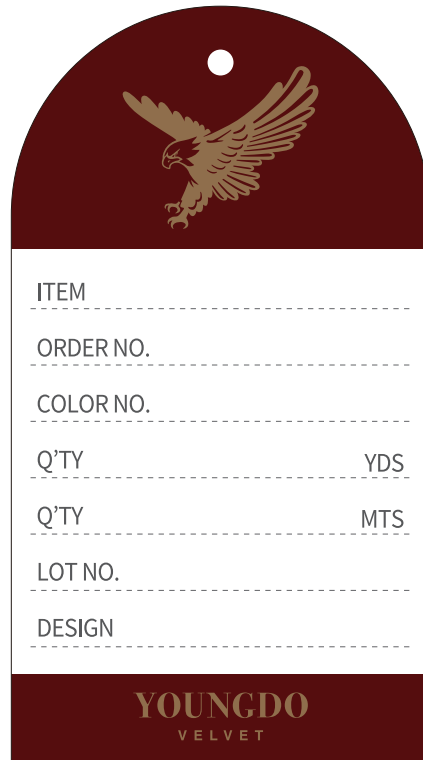 ITEM
ORDER NO.
COLOR NO.
Q’TY YDS
Q’TY MTS
LOT NO.
DESIGN
YOUNGDO
VELVET